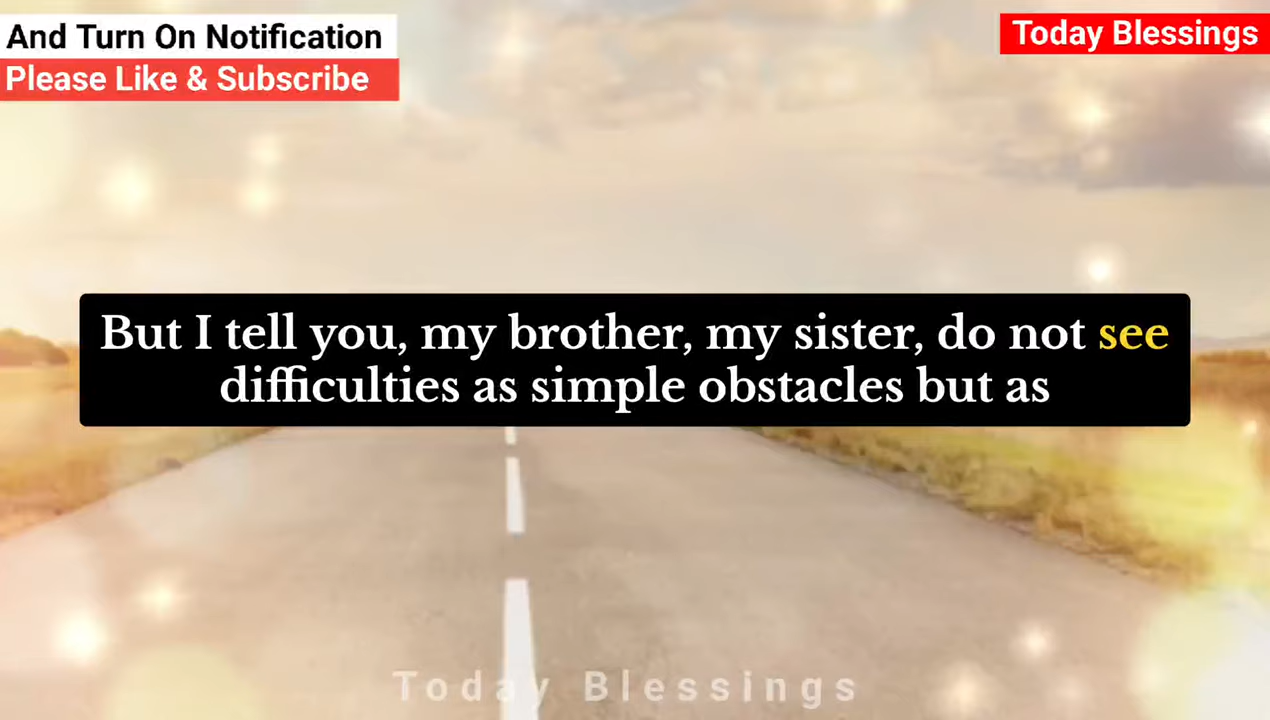 And Turn On Notification
Please Like & Subscribe
Today Blessings
But I tell you, my brother, my sister, do not see
difficulties as simple obstacles but as
Today Blessings